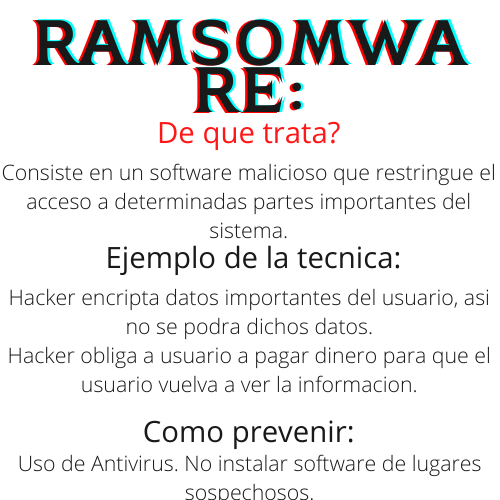 RAMSOMWA
RE:
De que trata?
Consiste en un software malicioso que restringue el
acceso a determinadas partes importantes del
sistema.
Ejemplo de la tecnica:
Hacker encripta datos importantes del usuario, asi
no se podra dichos datos.
Hacker obliga a usuario a pagar dinero para que el
usuario vuelva a ver la informacion.
Como prevenir:
Uso de Antivirus. No instalar software de lugares
sospechosos.